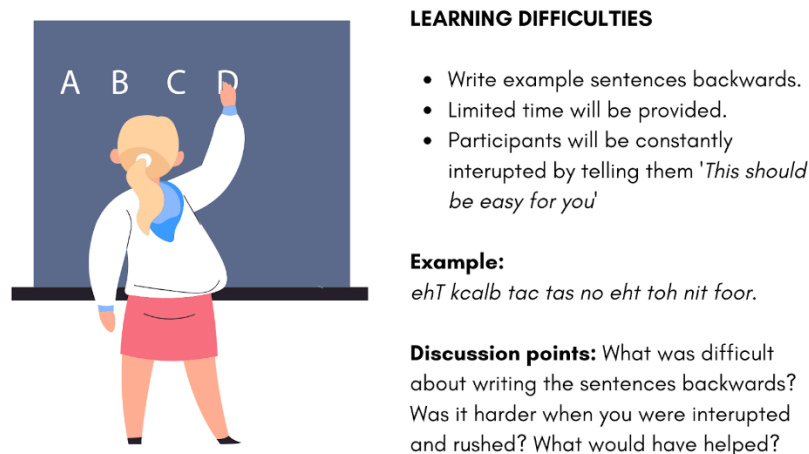 A B C D
LEARNING DIFFICULTIES
• Write example sentences backwards.
• Limited time will be provided.
• Participants will be constantly
interupted by telling them 'This should
be easy for you'
Example:
ehT kcalb tac tas no eht toh nit foor.
Discussion points: What was difficult
about writing the sentences backwards?
Was it harder when you were interupted
and rushed? What would have helped?